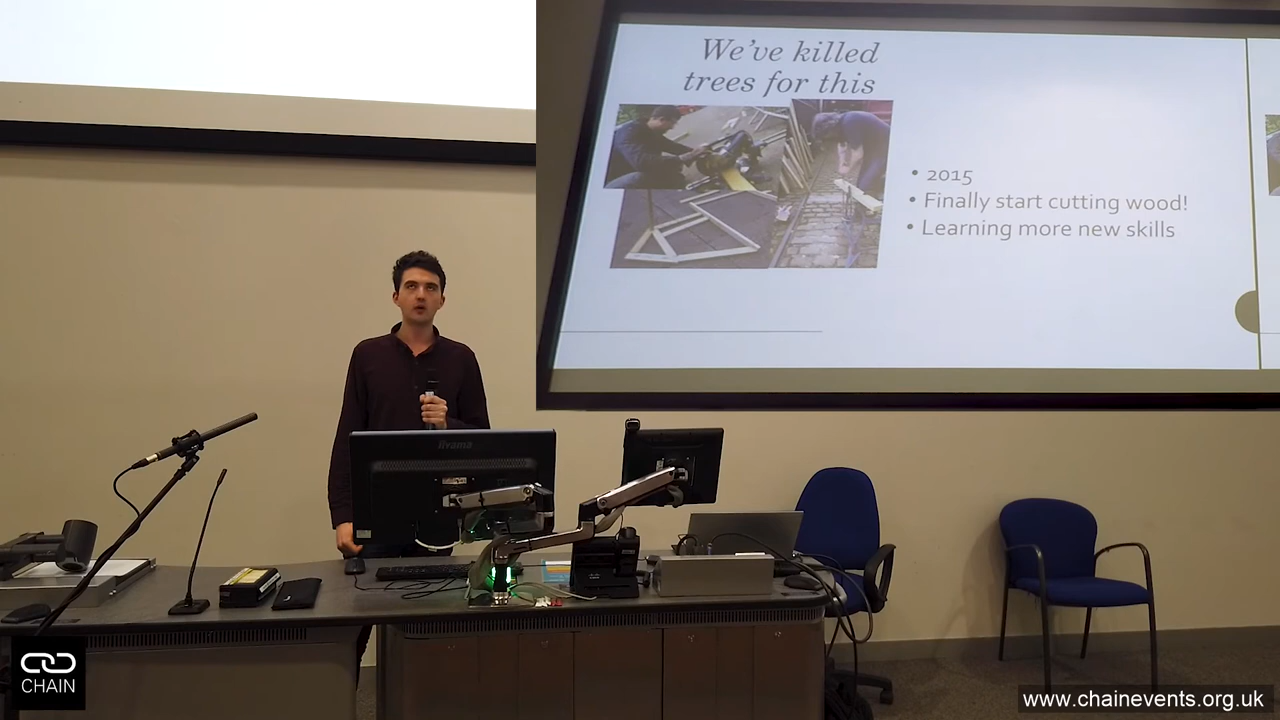 We've killed
trees for this
• 2015
• Finally start cutting wood!
• Learning more new skills
iiyama
CHAIN
www.chainevents.org.uk